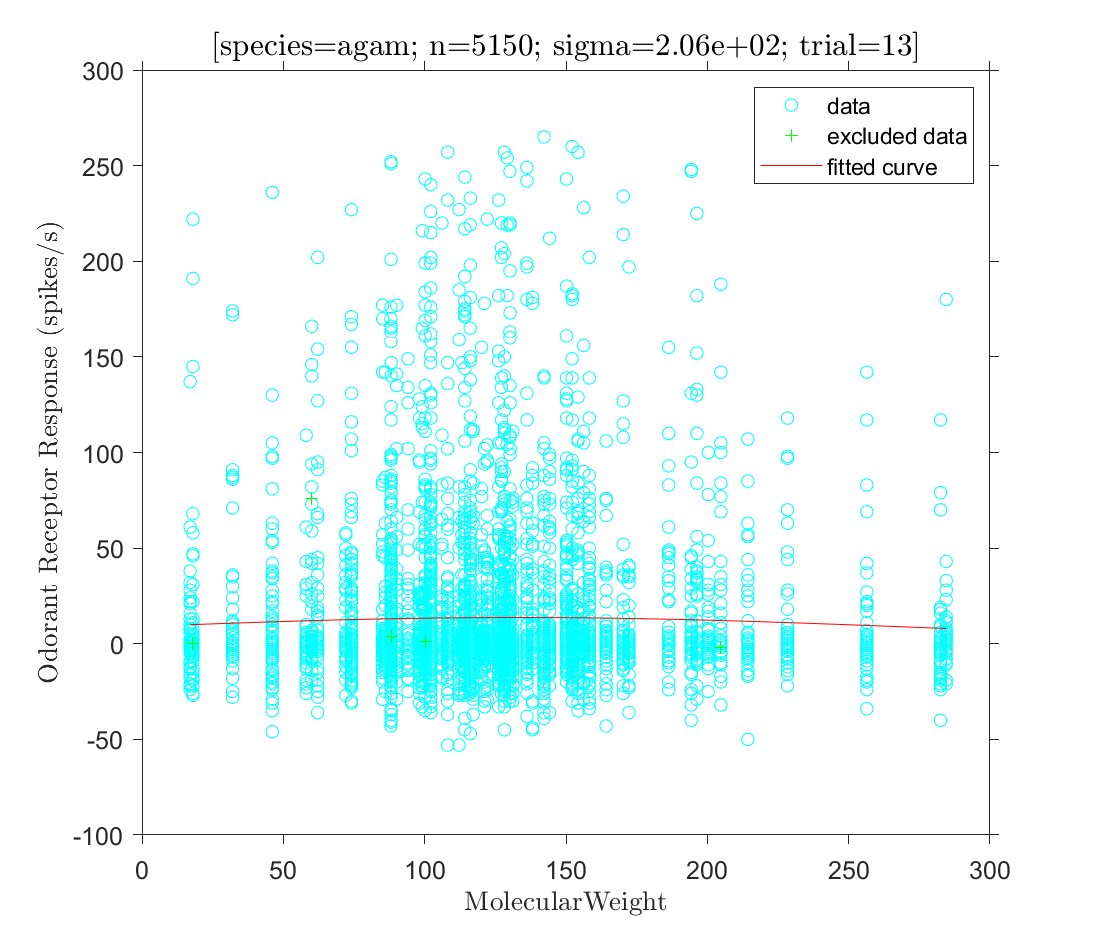 [species=agam; n=5150; sigma=2.06e+02; trial=13]
300
250
200
150
100
50
0
-50
-100
Odorant Receptor Response (spikes/s)
data
excluded data
fitted curve
0 50 100 150 200 250 300
MolecularWeight